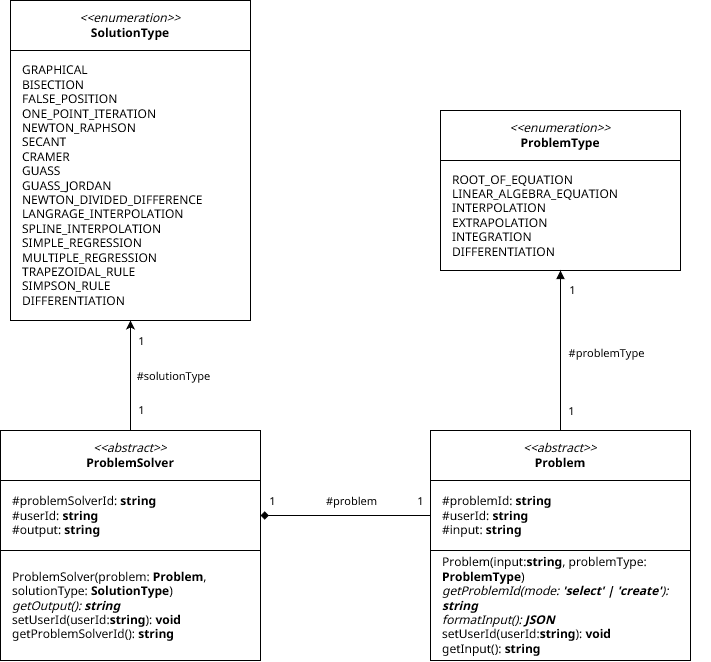 <<enumeration>>
SolutionType
GRAPHICAL
BISECTION
FALSE_POSITION
ONE_POINT_ITERATION
NEWTON_RAPHSON
SECANT
CRAMER
GUASS
GUASS_JORDAN
NEWTON_DIVIDED_DIFFERENCE
LANGRAGE_INTERPOLATION
SPLINE_INTERPOLATION
SIMPLE_REGRESSION
MULTIPLE_REGRESSION
TRAPEZOIDAL_RULE
SIMPSON_RULE
DIFFERENTIATION
<<enumeration>>
ProblemType
ROOT_OF_EQUATION
LINEAR_ALGEBRA_EQUATION
INTERPOLATION
EXTRAPOLATION
INTEGRATION
DIFFERENTIATION
1
#solutionType
1
1
#problemType
1
<<abstract>>
ProblemSolver
#problemSolverId: string
#userId: string
#output: string
ProblemSolver(problem: Problem,
solutionType: SolutionType)
getOutput(): string
setUserId(userId:string): void
getProblemSolverId(): string
1
#problem
1
<<abstract>>
Problem
#problemId: string
#userId: string
#input: string
Problem(input:string, problemType:
ProblemType)
getProblemId(mode: 'select' | 'create'):
string
formatInput(): JSON
setUserId(userId:string): void
getInput(): string